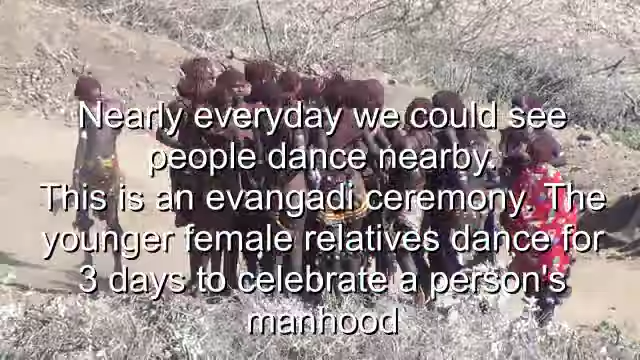 Nearly everyday we could see
people dance nearby.
This is an evangadi ceremony. The
younger female relatives dance for
3 days to celebrate a person's
manhood